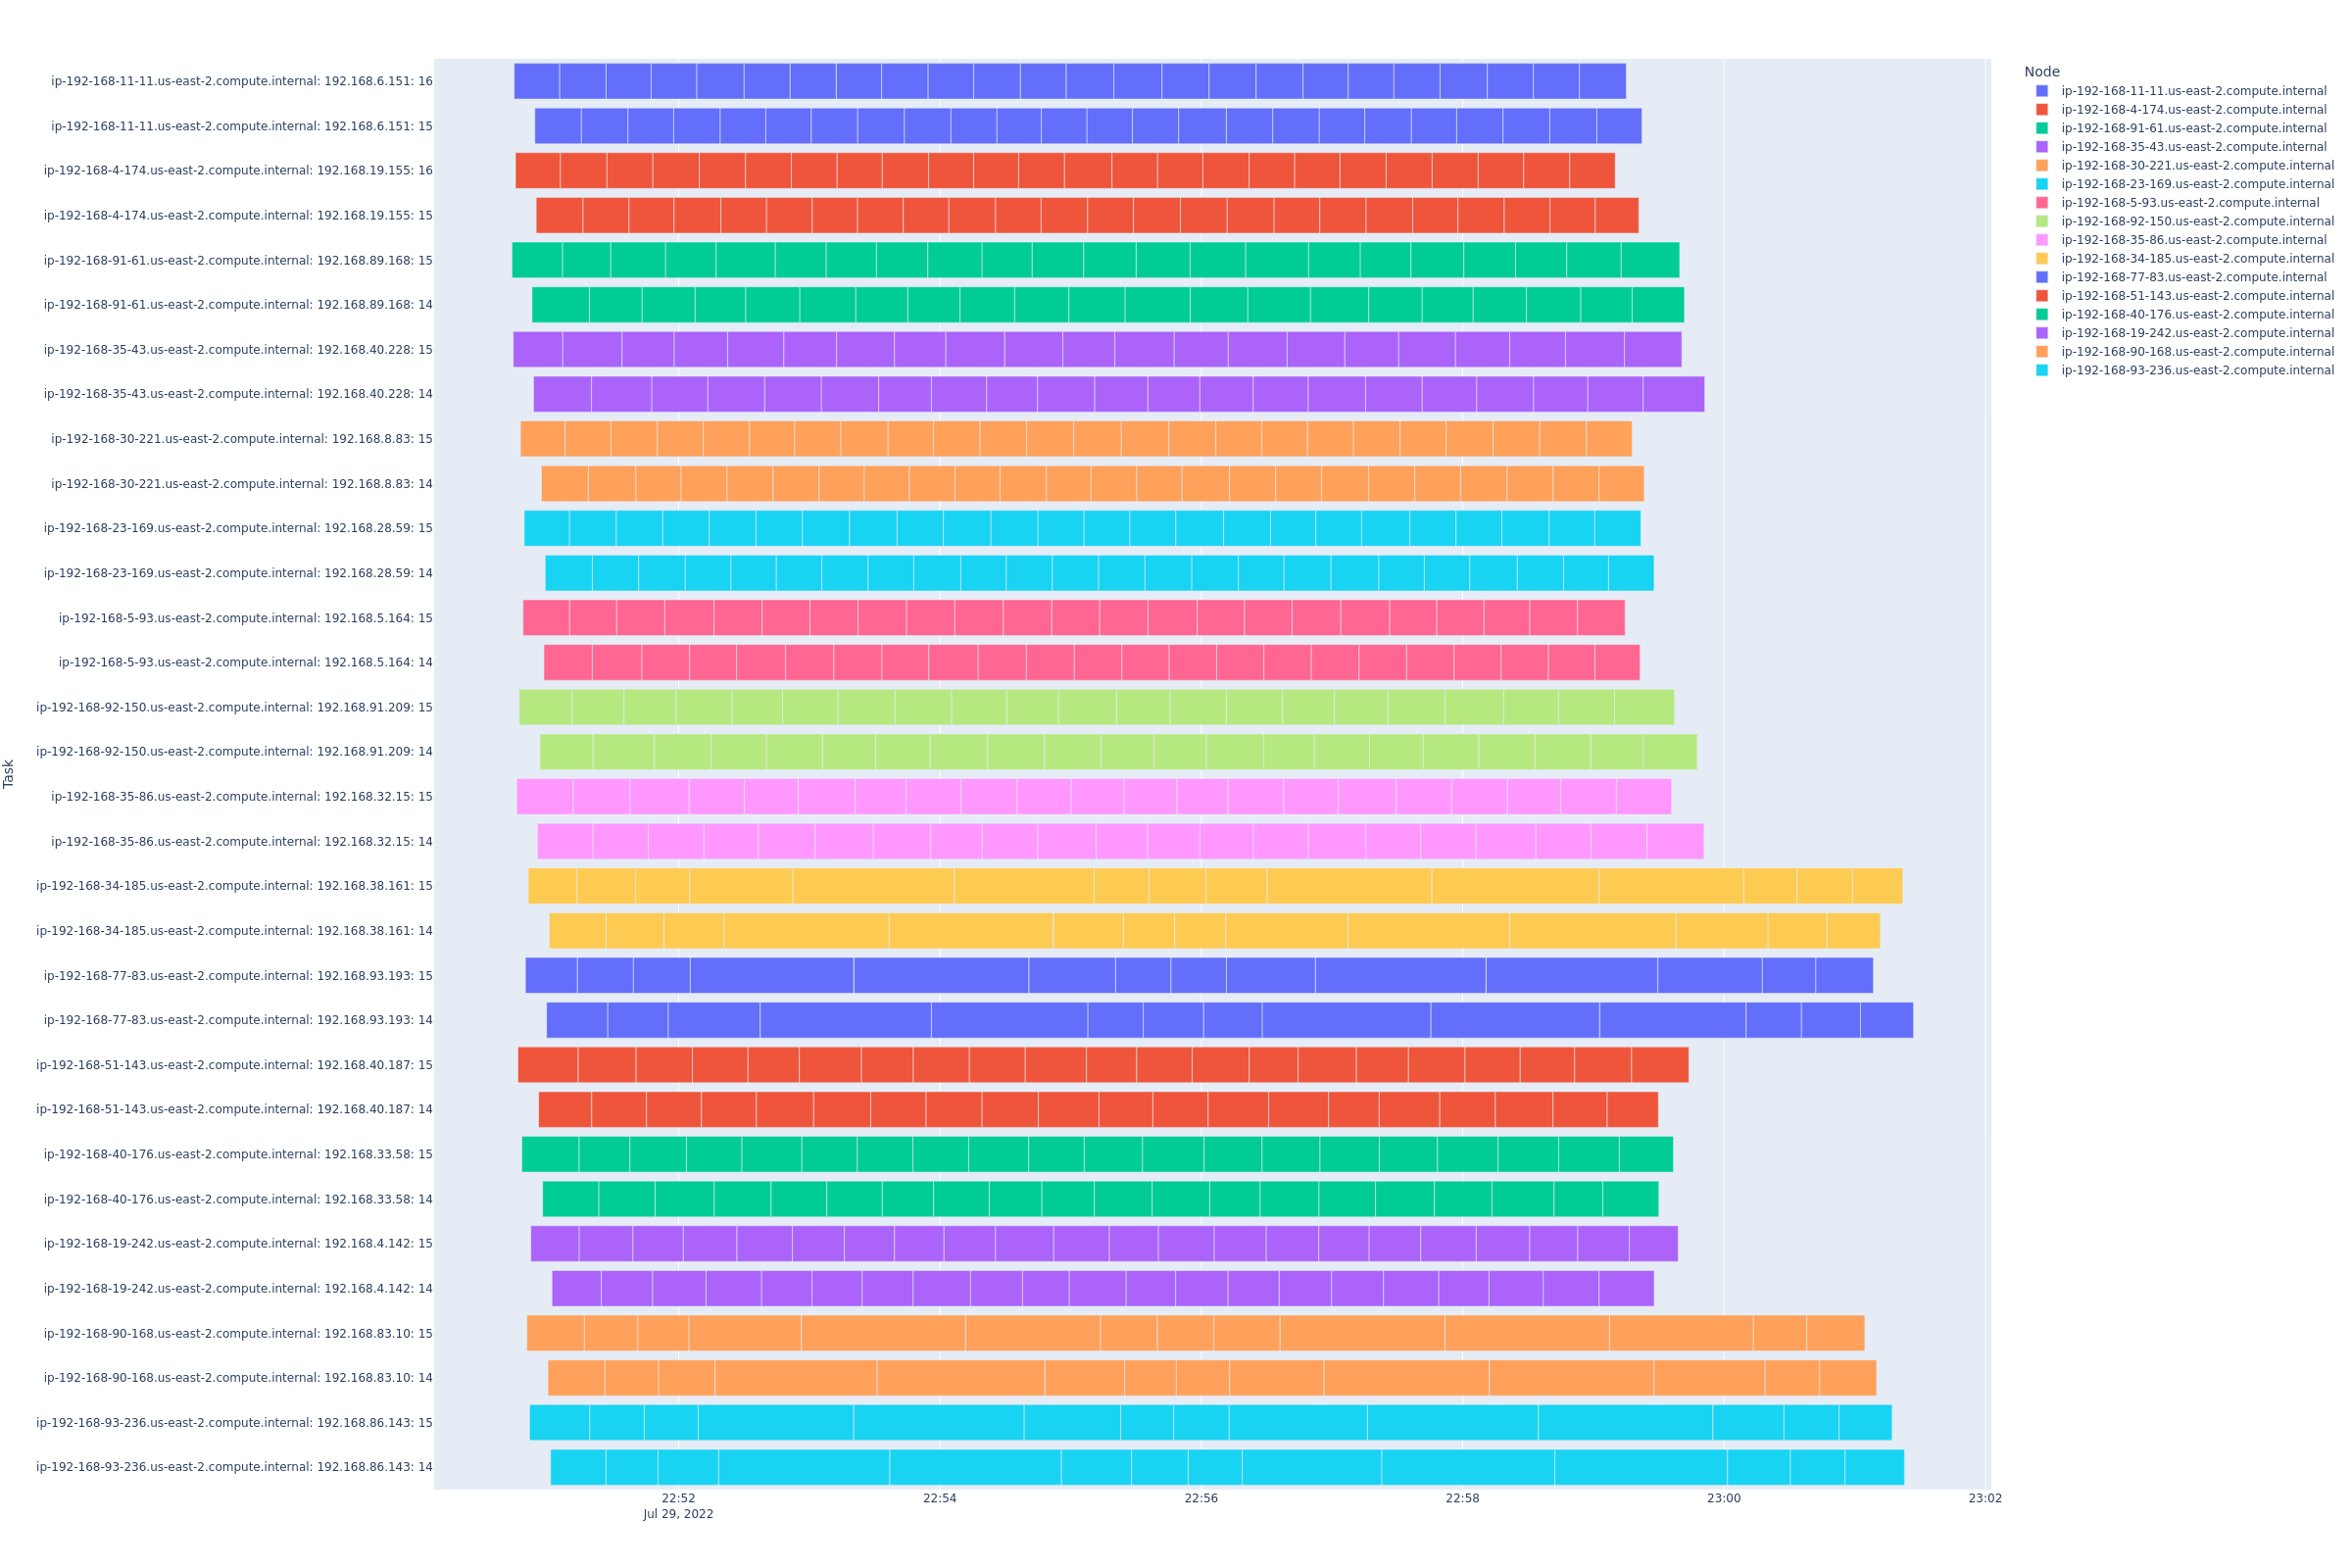 ip-192-168-11-11.us-east-2.compute.internal: 192.168.6.151: 16
ip-192-168-11-11.us-east-2.compute.internal: 192.168.6.151: 15
ip-192-168-4-174.us-east-2.compute.internal: 192.168.19.155: 16
ip-192-168-4-174.us-east-2.compute.internal: 192.168.19.155: 15
ip-192-168-91-61.us-east-2.compute.internal: 192.168.89.168: 15
ip-192-168-91-61.us-east-2.compute.internal: 192.168.89.168: 14
ip-192-168-35-43.us-east-2.compute.internal: 192.168.40.228: 15
ip-192-168-35-43.us-east-2.compute.internal: 192.168.40.228: 14
ip-192-168-30-221.us-east-2.compute.internal: 192.168.8.83: 15
ip-192-168-30-221.us-east-2.compute.internal: 192.168.8.83: 14
ip-192-168-23-169.us-east-2.compute.internal: 192.168.28.59: 15
ip-192-168-23-169.us-east-2.compute.internal: 192.168.28.59: 14
ip-192-168-5-93.us-east-2.compute.internal: 192.168.5.164: 15
ip-192-168-5-93.us-east-2.compute.internal: 192.168.5.164: 14
ip-192-168-92-150.us-east-2.compute.internal: 192.168.91.209: 15
ip-192-168-92-150.us-east-2.compute.internal: 192.168.91.209: 14
ip-192-168-35-86.us-east-2.compute.internal: 192.168.32.15: 15
ip-192-168-35-86.us-east-2.compute.internal: 192.168.32.15: 14
ip-192-168-34-185.us-east-2.compute.internal: 192.168.38.161: 15
ip-192-168-34-185.us-east-2.compute.internal: 192.168.38.161: 14
ip-192-168-77-83.us-east-2.compute.internal: 192.168.93.193: 15
ip-192-168-77-83.us-east-2.compute.internal: 192.168.93.193: 14
ip-192-168-51-143.us-east-2.compute.internal: 192.168.40.187: 15
ip-192-168-51-143.us-east-2.compute.internal: 192.168.40.187: 14
ip-192-168-40-176.us-east-2.compute.internal: 192.168.33.58: 15
ip-192-168-40-176.us-east-2.compute.internal: 192.168.33.58: 14
ip-192-168-19-242.us-east-2.compute.internal: 192.168.4.142: 15
ip-192-168-19-242.us-east-2.compute.internal: 192.168.4.142: 14
ip-192-168-90-168.us-east-2.compute.internal: 192.168.83.10: 15
ip-192-168-90-168.us-east-2.compute.internal: 192.168.83.10: 14
ip-192-168-93-236.us-east-2.compute.internal: 192.168.86.143: 15
ip-192-168-93-236.us-east-2.compute.internal: 192.168.86.143: 14
Task
22:52 22:54 22:56 22:58 23:00 23:02
Jul 29, 2022
Node
ip-192-168-11-11.us-east-2.compute.internal
ip-192-168-4-174.us-east-2.compute.internal
ip-192-168-91-61.us-east-2.compute.internal
ip-192-168-35-43.us-east-2.compute.internal
ip-192-168-30-221.us-east-2.compute.internal
ip-192-168-23-169.us-east-2.compute.internal
ip-192-168-5-93.us-east-2.compute.internal
ip-192-168-92-150.us-east-2.compute.internal
ip-192-168-35-86.us-east-2.compute.internal
ip-192-168-34-185.us-east-2.compute.internal
ip-192-168-77-83.us-east-2.compute.internal
ip-192-168-51-143.us-east-2.compute.internal
ip-192-168-40-176.us-east-2.compute.internal
ip-192-168-19-242.us-east-2.compute.internal
ip-192-168-90-168.us-east-2.compute.internal
ip-192-168-93-236.us-east-2.compute.internal